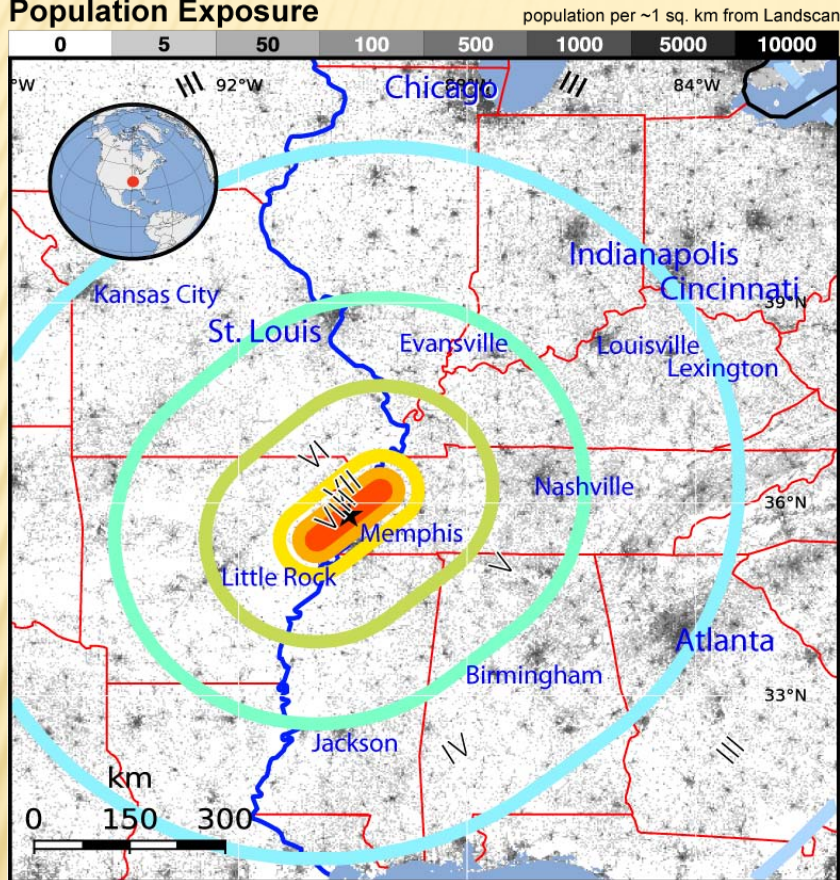 Population Exposure
population per ~1 sq. km from Landscan
0 5 50 100 500 1000 5000 10000
°W III 92°W Chicago III 84°W
Indianapolis
Cincinnati
39°N
Kansas City
St. Louis
Evansville
Louisville
Lexington
VI
VII
VIII
Nashville
36°N
Memphis
Little Rock
V
Atlanta
Birmingham
33°N
Jackson
IV
III
km
0 150 300